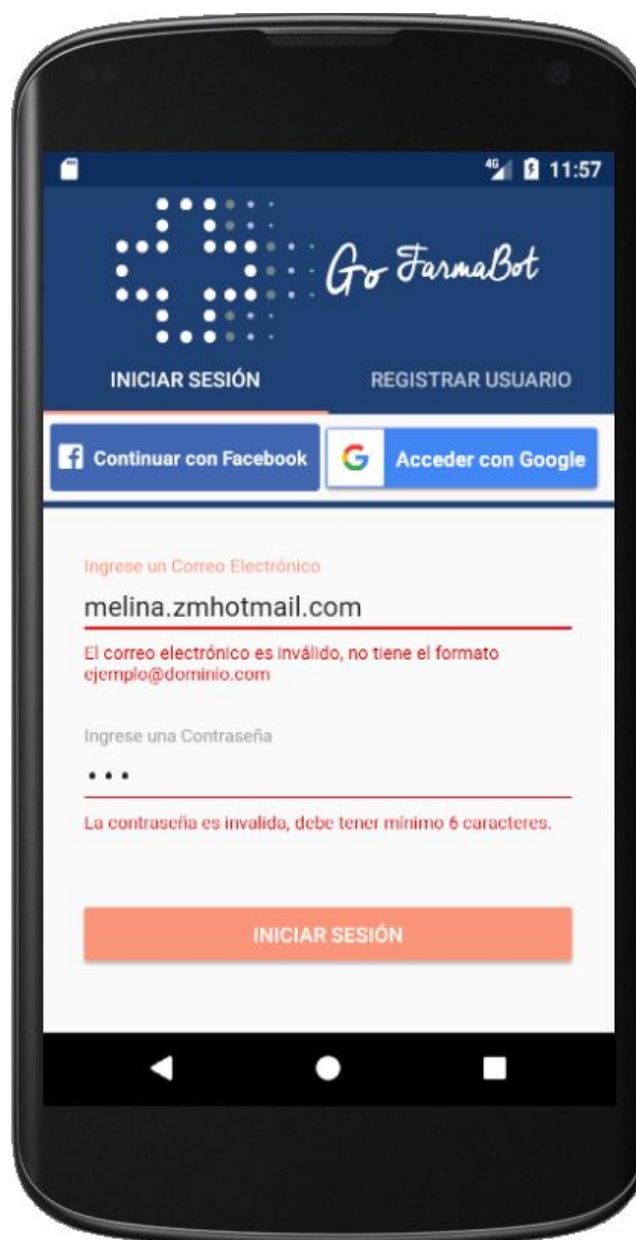 4G 11:57
Go FarmaBot
INICIAR SESIÓN REGISTRAR USUARIO
Continuar con Facebook G Acceder con Google
Ingrese un Correo Electrónico
melina.zmhotmail.com
El correo electrónico es inválido, no tiene el formato
ejemplo@dominio.com
Ingrese una Contraseña
•••
La contraseña es invalida, debe tener mínimo 6 caracteres.
INICIAR SESIÓN